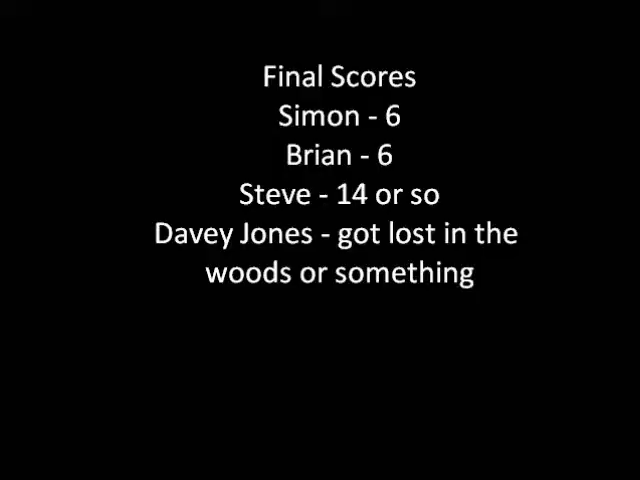 Final Scores
Simon - 6
Brian - 6
Steve - 14 or so
Davey Jones - got lost in the
woods or something